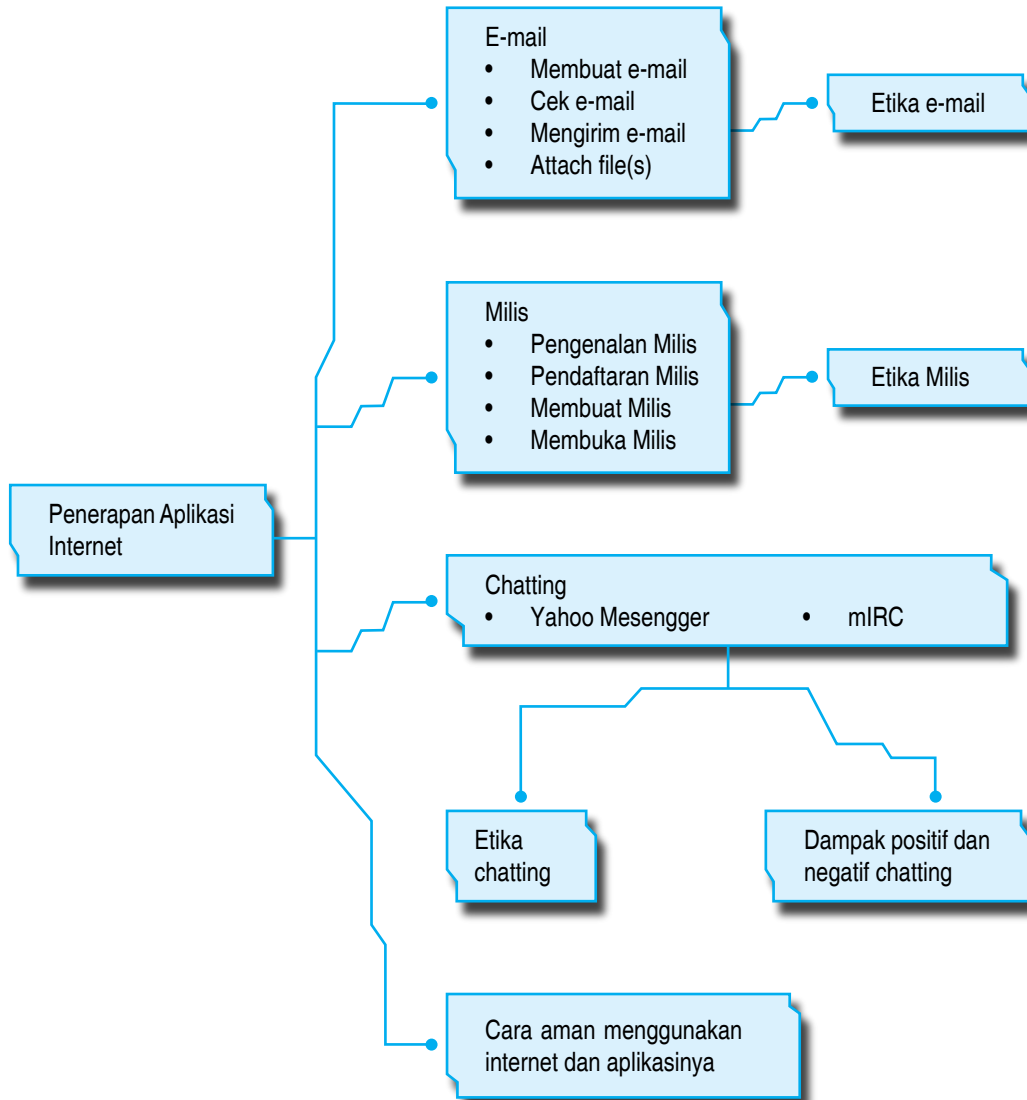 E-mail
• Membuat e-mail
• Cek e-mail
• Mengirim e-mail
• Attach file(s)
Etika e-mail
Milis
• Pengenalan Milis
• Pendaftaran Milis
• Membuat Milis
• Membuka Milis
Etika Milis
Penerapan Aplikasi
Internet
Chatting
• Yahoo Mesengger • mIRC
Etika
chatting
Dampak positif dan
negatif chatting
Cara aman menggunakan
internet dan aplikasinya